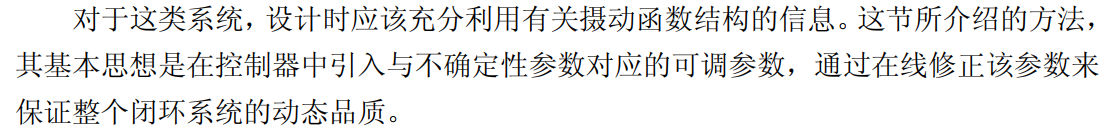 对于这类系统，设计时应该充分利用有关摄动函数结构的信息。这节所介绍的方法，
其基本思想是在控制器中引入与不确定性参数对应的可调参数，通过在线修正该参数来
保证整个闭环系统的动态品质。